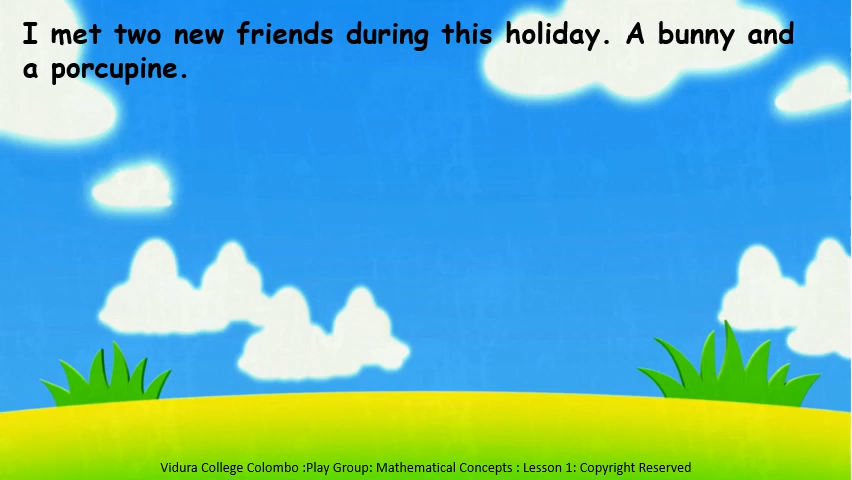 I met two new friends during this holiday. A bunny and
a porcupine.
Vidura College Colombo :Play Group: Mathematical Concepts : Lesson 1: Copyright Reserved